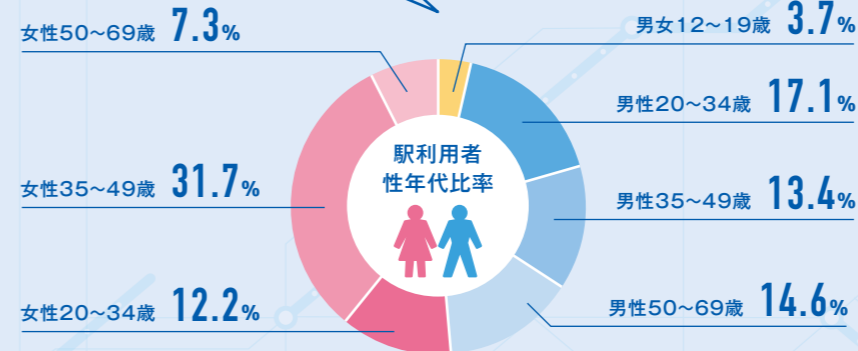 女性50〜69歳 7.3%
男女12〜19歳 3.7%
男性20〜34歳 17.1%
駅利用者
性年代比率
女性35〜49歳 31.7%
男性35〜49歳 13.4%
女性20〜34歳 12.2%
男性50〜69歳 14.6%